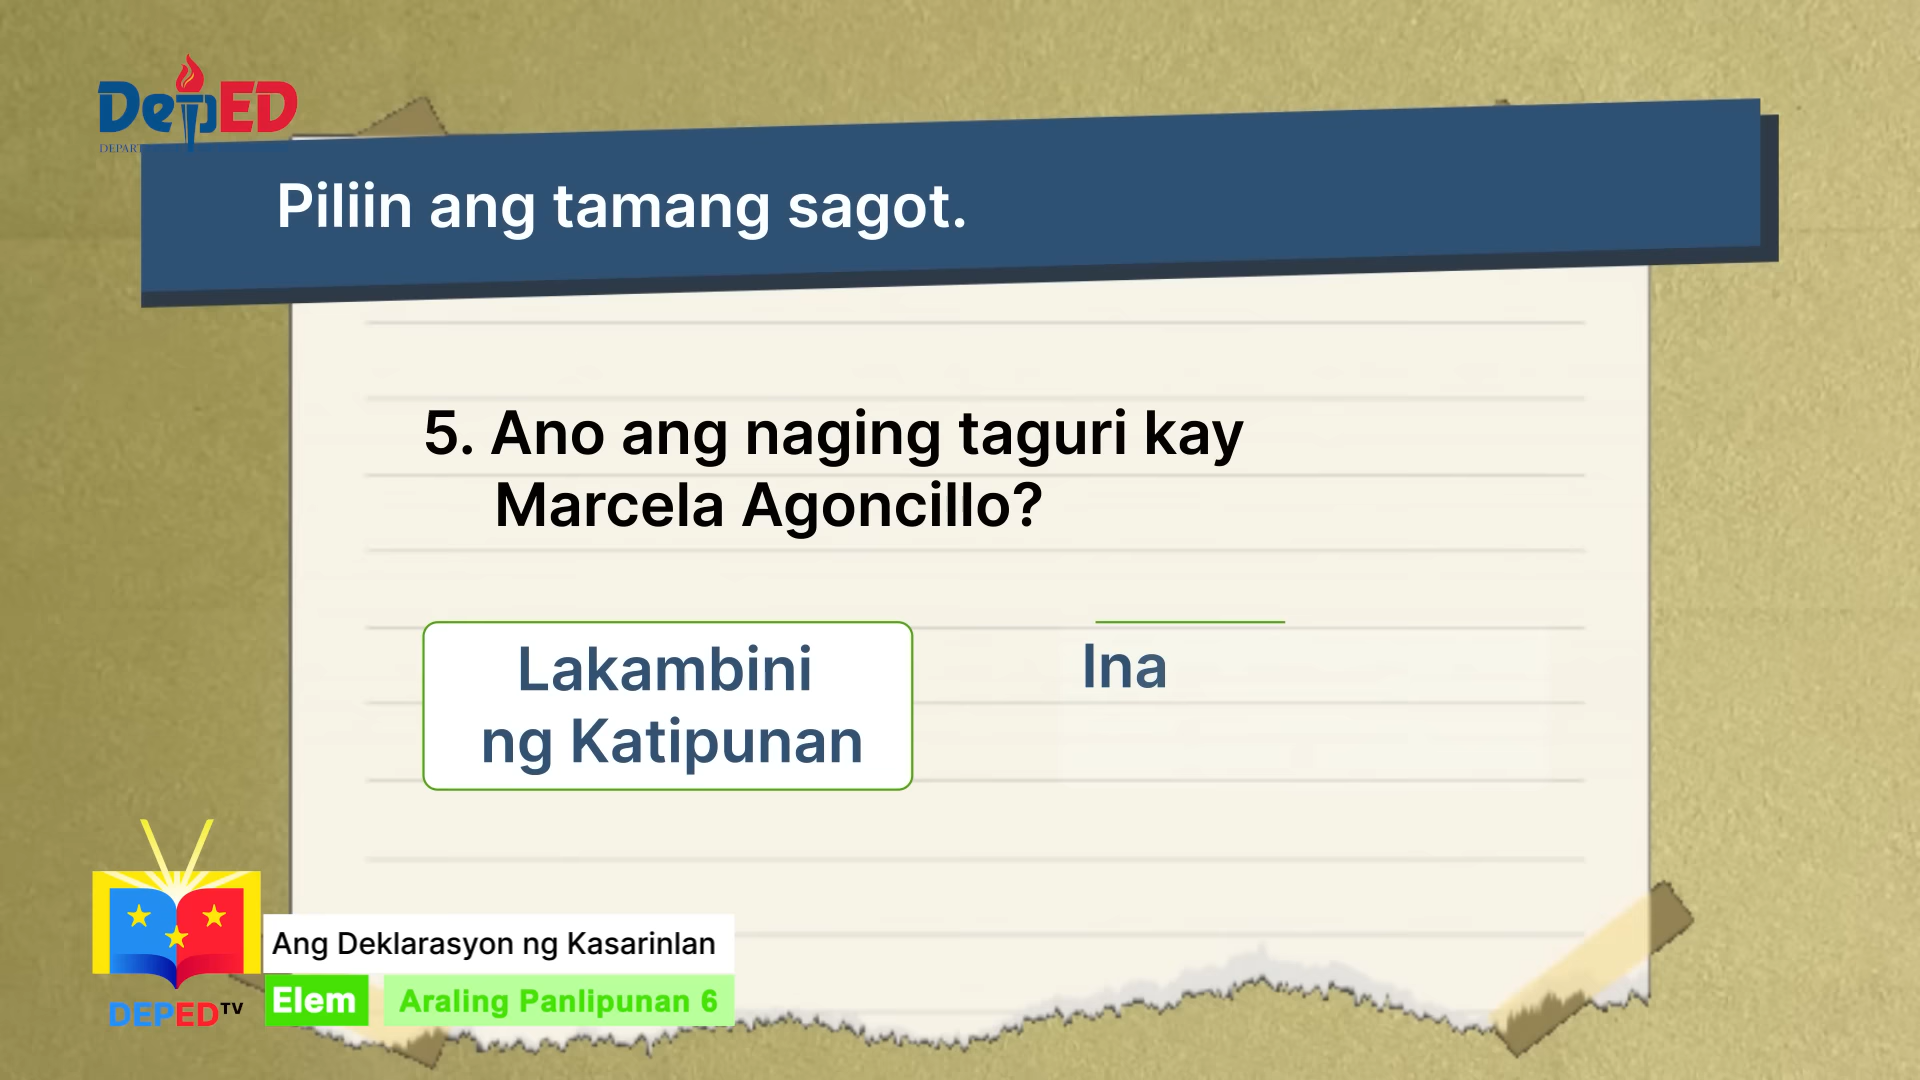 DepED
DEPART
Piliin ang tamang sagot.
5. Ano ang naging taguri kay
Marcela Agoncillo?
Lakambini
ng Katipunan
Ina
Ang Deklarasyon ng Kasarinlan
Elem
Araling Panlipunan 6
DEPED TV